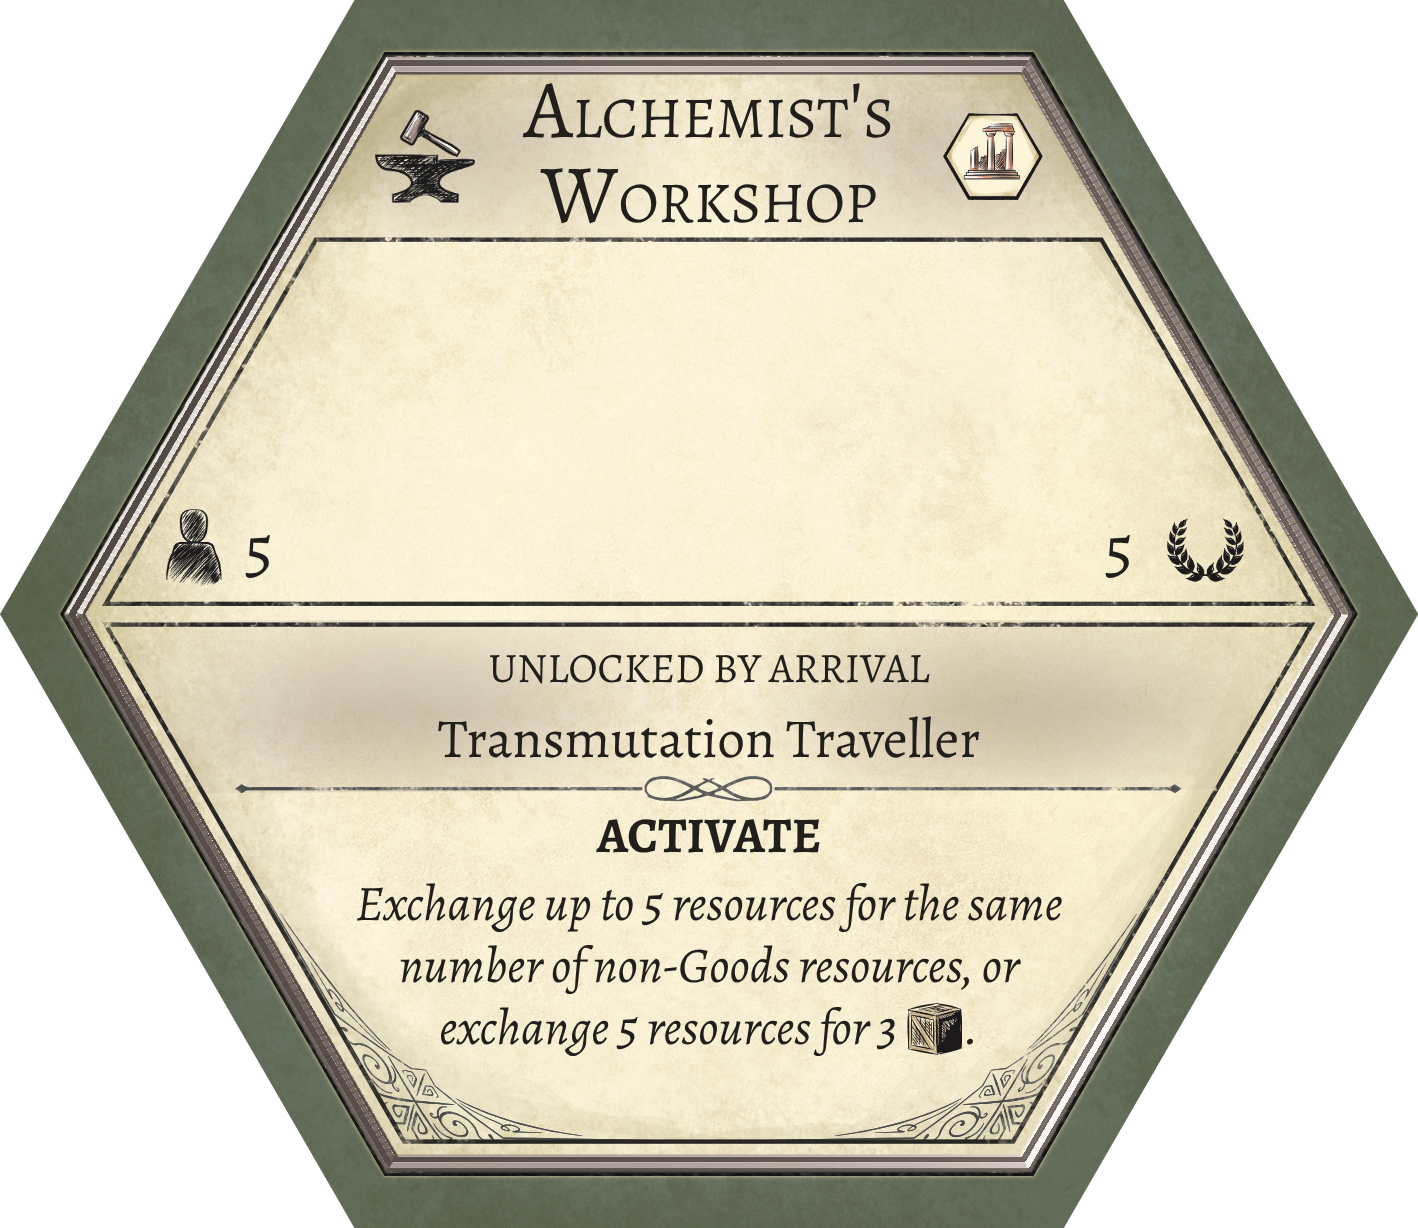 ALCHEMIST'S
WORKSHOP
5
5
UNLOCKED BY ARRIVAL
Transmutation Traveller
ACTIVATE
Exchange up to 5 resources for the same
number of non-Goods resources, or
exchange 5 resources for 3 .